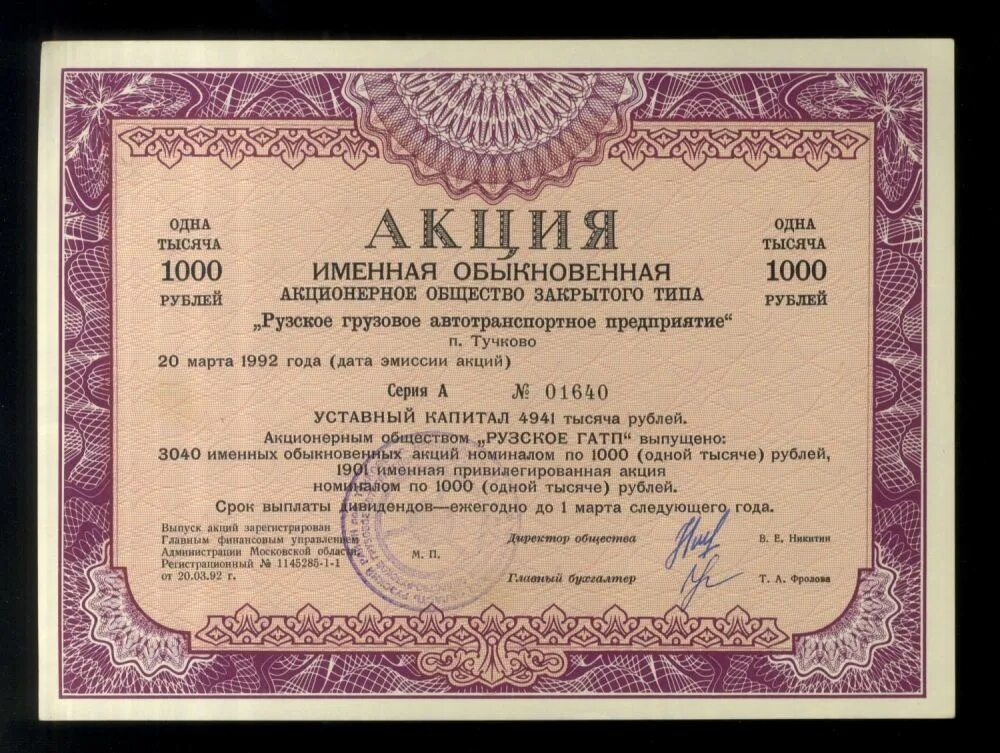 АКЦИЯ
ОДНА
ТЫСЯЧА
1000
РУБЛЕЙ
ОДНА
ТЫСЯЧА
1000
РУБЛЕЙ
ИМЕННАЯ ОБЫКНОВЕННАЯ
АКЦИОНЕРНОЕ ОБЩЕСТВО ЗАКРЫТОГО ТИПА
„Рузское грузовое автотранспортное предприятие“
п. Тучково
20 марта 1992 года (дата эмиссии акций)
Серия А № 01640
УСТАВНЫЙ КАПИТАЛ 4941 тысяча рублей.
Акционерным обществом „РУЗСКОЕ ГАТП“ выпущено:
3040 именных обыкновенных акций номиналом по 1000 (одной тысяче) рублей,
1901 именная привилегированная акция
номиналом по 1000 (одной тысяче) рублей.
Срок выплаты дивидендов—ежегодно до 1 марта следующего года.
Выпуск акций зарегистрирован
Главным финансовым управлением
Администрации Московской области.
Регистрационный № 1145285-1-1
от 20.03.92 г.
М. П.
Директор общества В. Е. Никитин
Главный бухгалтер Т. А. Фролова